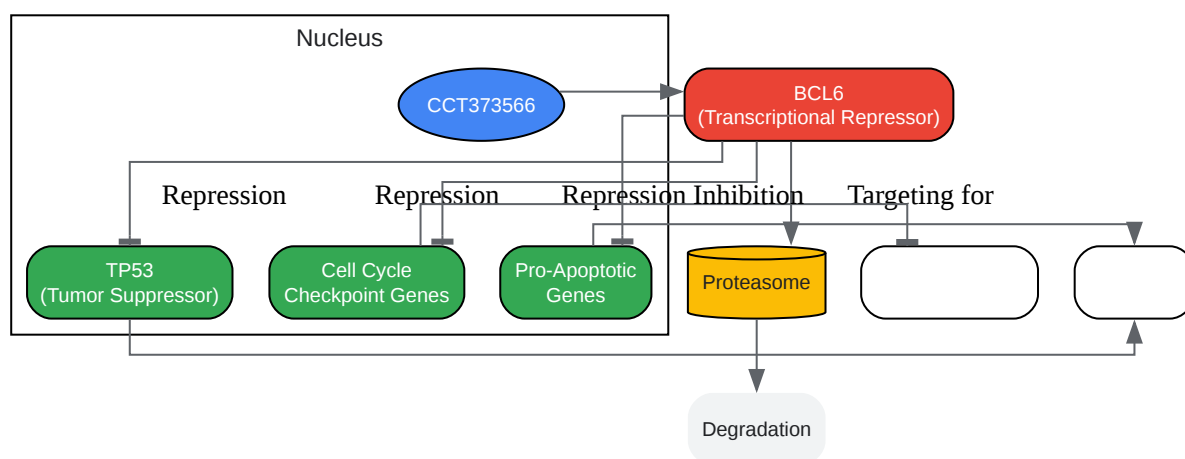 Nucleus
CCT373566
BCL6
(Transcriptional Repressor)
Repression
Repression
Repression
Inhibition
Targeting for
TP53
(Tumor Suppressor)
Cell Cycle
Checkpoint Genes
Pro-Apoptotic
Genes
Proteasome
Degradation